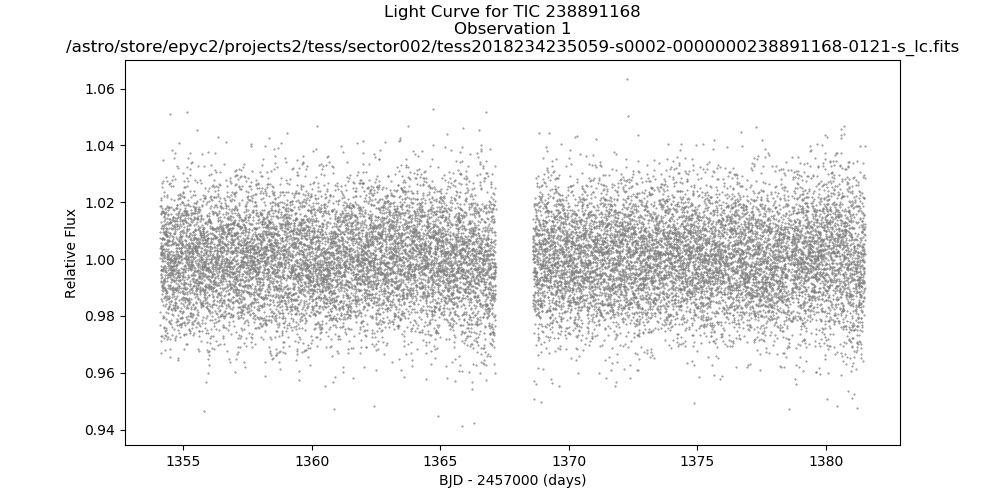 Light Curve for TIC 238891168
Observation 1
/astro/store/epyc2/projects2/tess/sector002/tess2018234235059-s0002-0000000238891168-0121-s_lc.fits
1.06
1.04
1.02
1.00
0.98
0.96
0.94
Relative Flux
1355 1360 1365 1370 1375 1380
BJD - 2457000 (days)